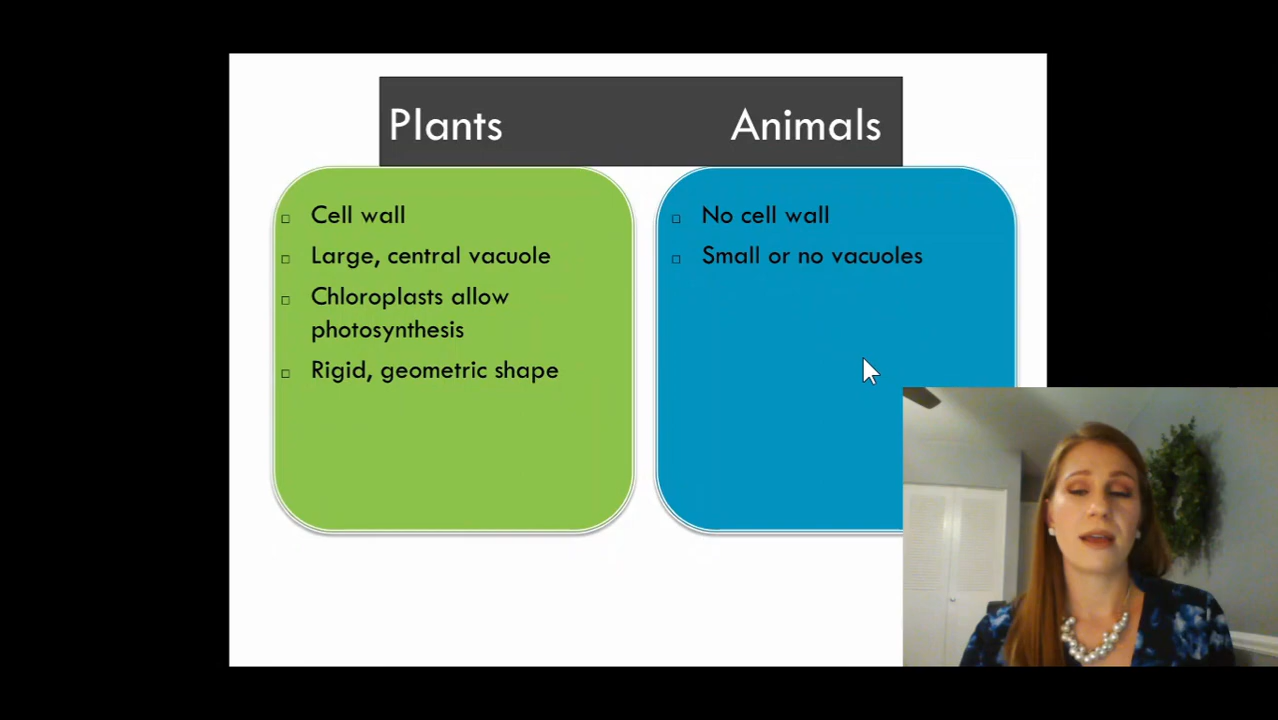 Plants Animals
Cell wall
Large, central vacuole
Chloroplasts allow
photosynthesis
Rigid, geometric shape
No cell wall
Small or no vacuoles